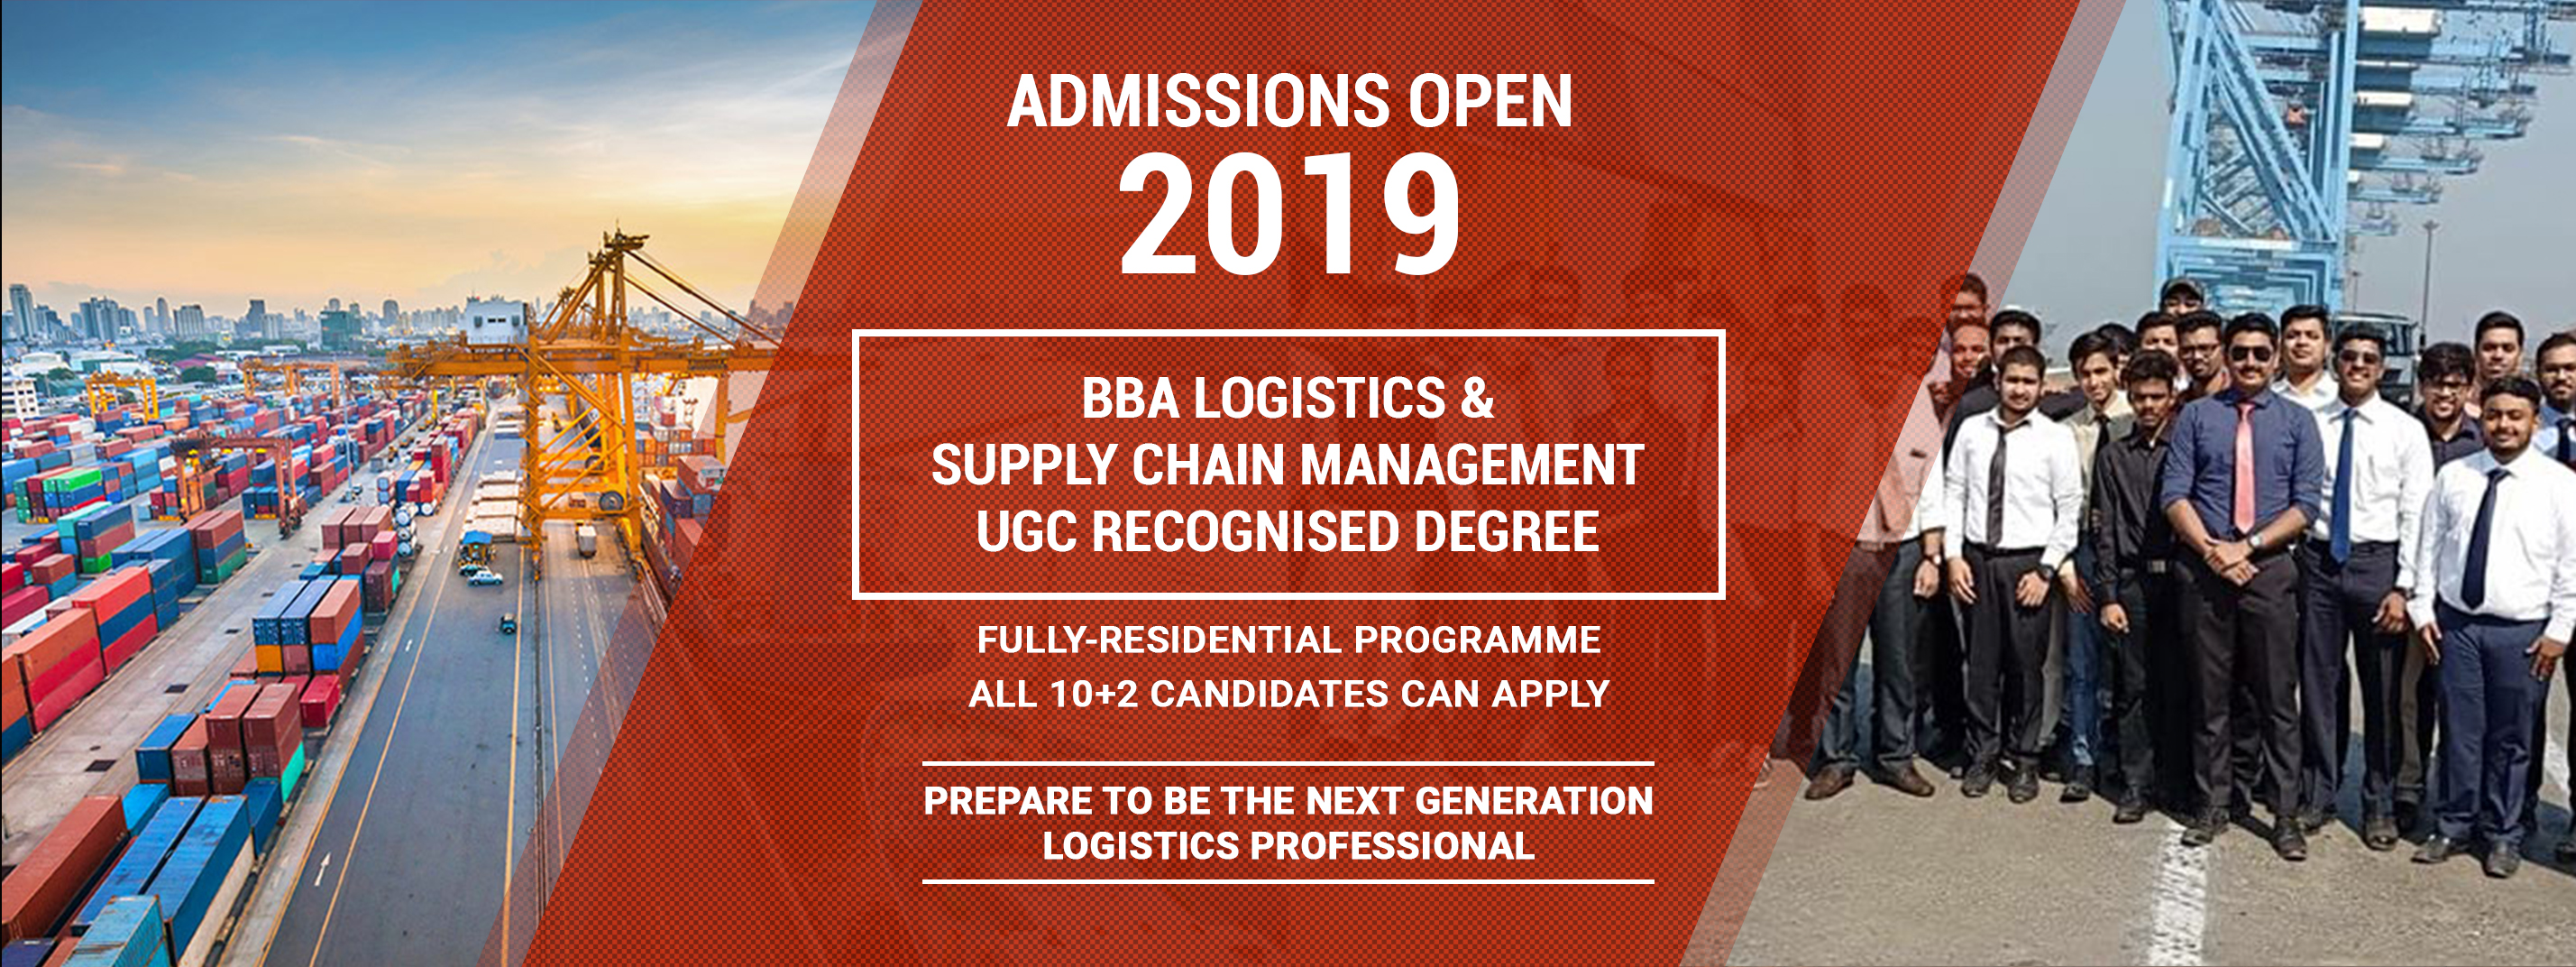 ADMISSIONS OPEN
2019
BBA LOGISTICS &
SUPPLY CHAIN MANAGEMENT
UGC RECOGNISED DEGREE
FULLY-RESIDENTIAL PROGRAMME
ALL 10+2 CANDIDATES CAN APPLY
PREPARE TO BE THE NEXT GENERATION
LOGISTICS PROFESSIONAL